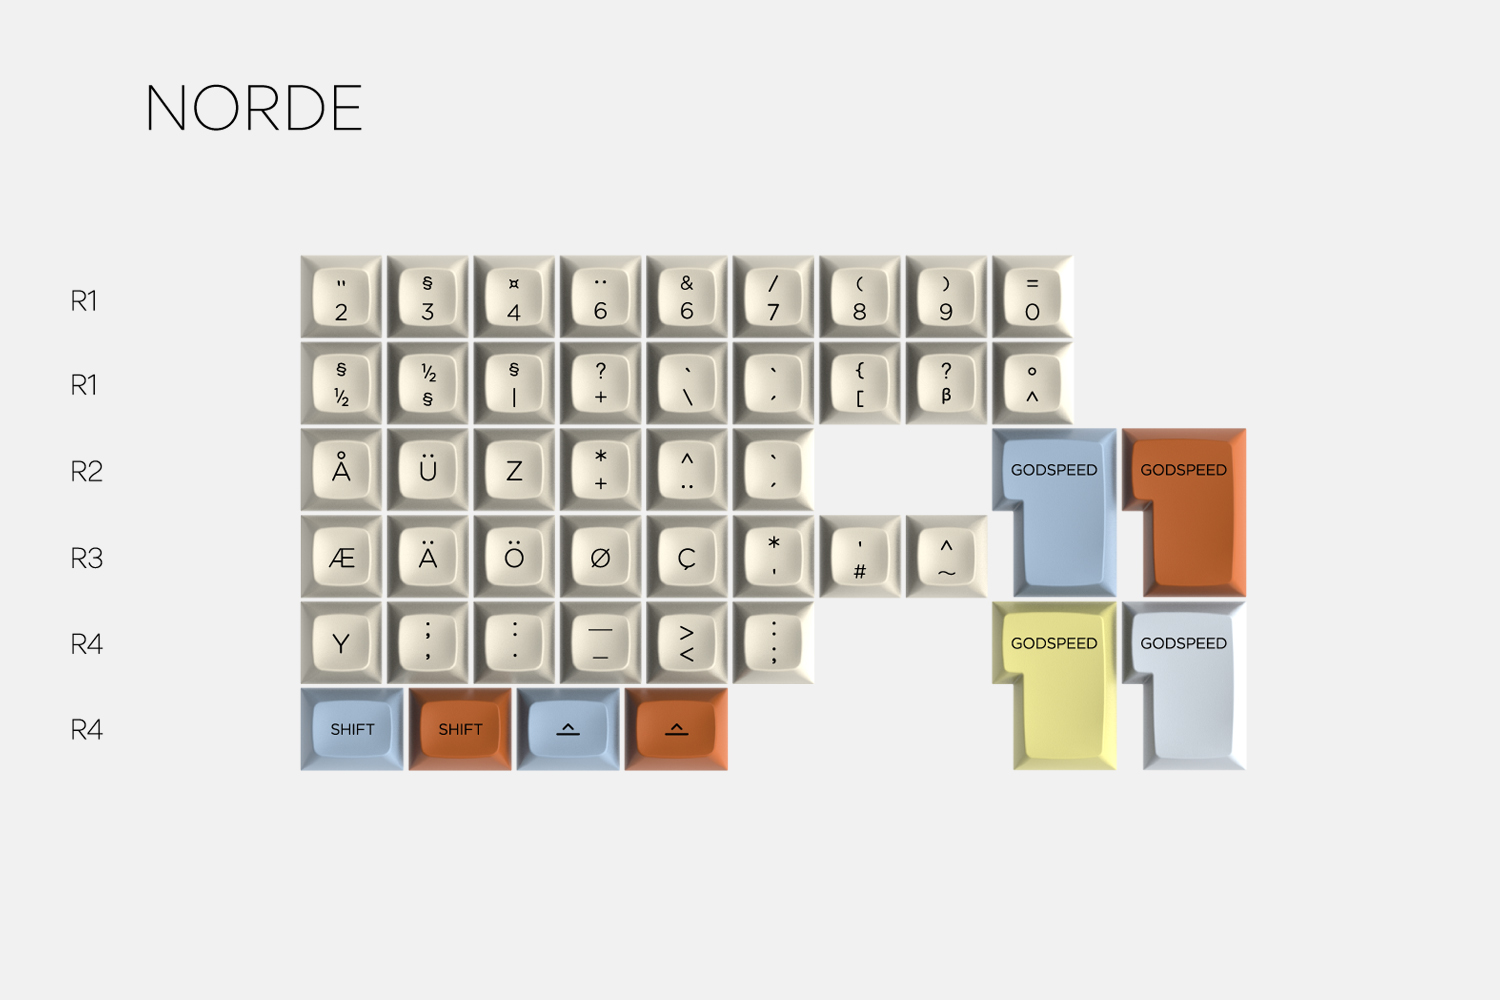 NORDE
R1
" § ¤ ¨ & / ( ) =
2 3 4 6 6 7 8 9 0
R1
§ ½ § ? ` ` { ? °
½ § | + \ ´ [ β ^
R2
Å Ü Z * ^ `
+ ¨ ´
GODSPEED GODSPEED
R3
Æ Ä Ö Ø Ç * ' ^
' # ~
R4
Y ; : — > :
, . _ < ;
GODSPEED GODSPEED
R4
SHIFT SHIFT